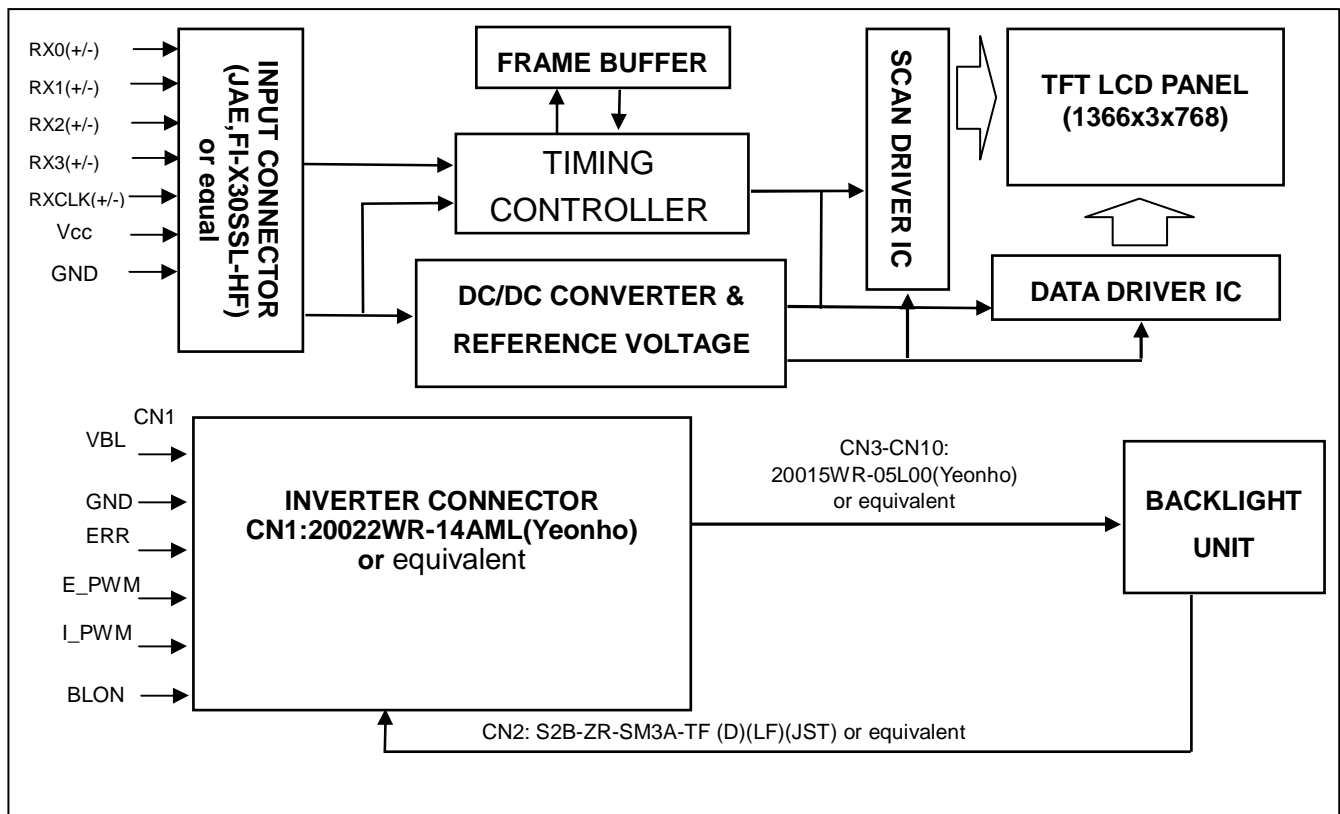 RX0(+/-)
RX1(+/-)
RX2(+/-)
RX3(+/-)
RXCLK(+/-)
Vcc
GND
INPUT CONNECTOR
(JAE,FI-X30SSL-HF)
or equal
FRAME BUFFER
TIMING
CONTROLLER
DC/DC CONVERTER &
REFERENCE VOLTAGE
SCAN DRIVER IC
TFT LCD PANEL
(1366x3x768)
DATA DRIVER IC
CN1
VBL
GND
ERR
E_PWM
I_PWM
BLON
INVERTER CONNECTOR
CN1:20022WR-14AML(Yeonho)
or equivalent
CN3-CN10:
20015WR-05L00(Yeonho)
or equivalent
BACKLIGHT
UNIT
CN2: S2B-ZR-SM3A-TF (D)(LF)(JST) or equivalent